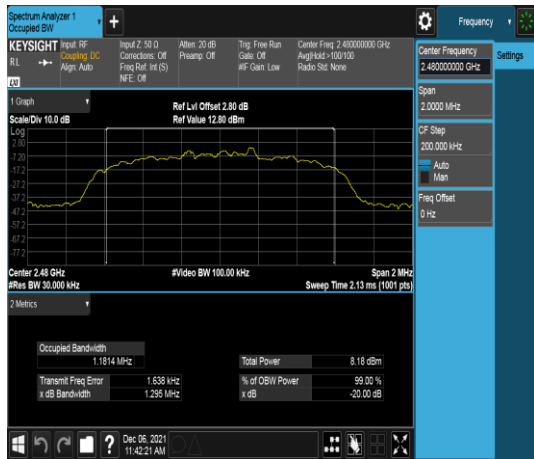 Spectrum Analyzer 1
Occupied BW
+
Frequency
KEYSIGHT
RL
LXI
Input: RF
Coupling: DC
Align: Auto
Input Z: 50 Ω
Corrections: Off
Freq Ref: Int (S)
NFE: Off
Atten: 20 dB
Preamp: Off
Trig: Free Run
Gate: Off
#IF Gain: Low
Center Freq: 2.480000000 GHz
Avg|Hold:>100/100
Radio Std: None
Center Frequency
2.480000000 GHz
Settings
Span
2.0000 MHz
CF Step
200.000 kHz
Auto
Man
Freq Offset
0 Hz
1 Graph
Scale/Div 10.0 dB
Ref Lvl Offset 2.80 dB
Ref Value 12.80 dBm
Log
2.80
-7.20
-17.2
-27.2
-37.2
-47.2
-57.2
-67.2
-77.2
Center 2.48 GHz
#Res BW 30.000 kHz
#Video BW 100.00 kHz
Span 2 MHz
Sweep Time 2.13 ms (1001 pts)
2 Metrics
Occupied Bandwidth
1.1814 MHz
Total Power 8.18 dBm
Transmit Freq Error 1.638 kHz
% of OBW Power 99.00 %
x dB Bandwidth 1.295 MHz
x dB -20.00 dB
?
Dec 06, 2021
11:42:21 AM